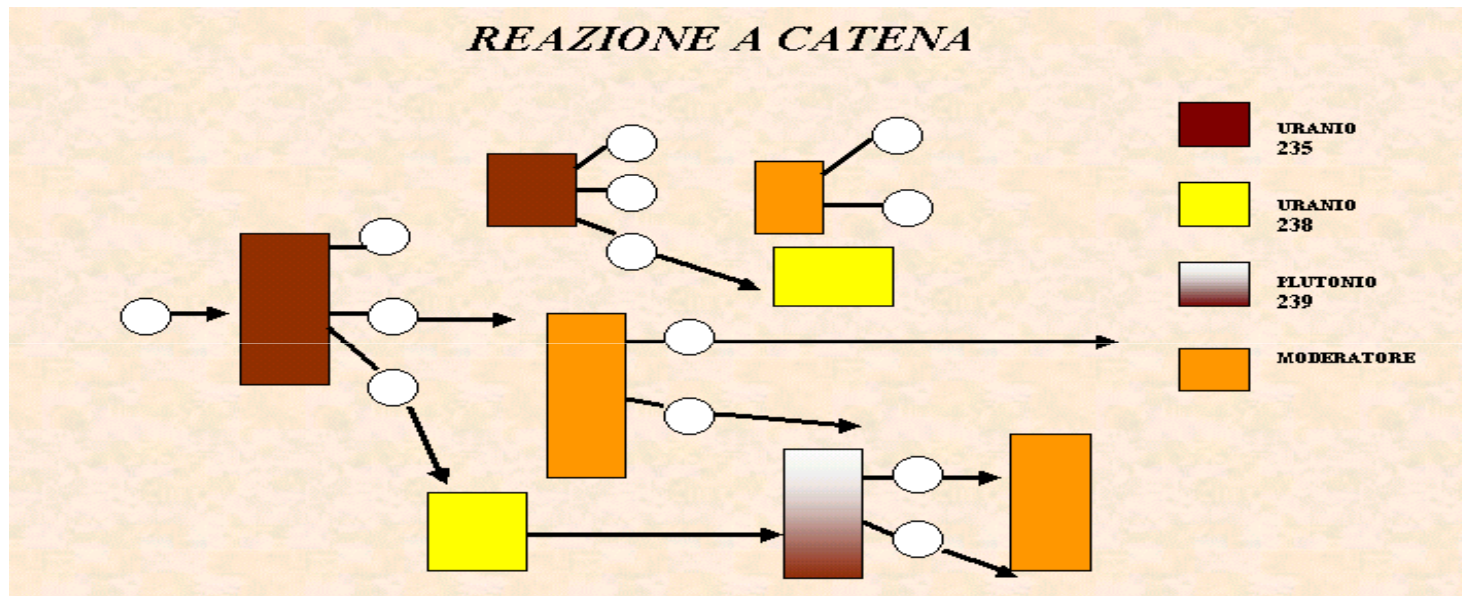 REAZIONE A CATENA
URANIO
235
URANIO
238
PLUTONIO
239
MODERATORE